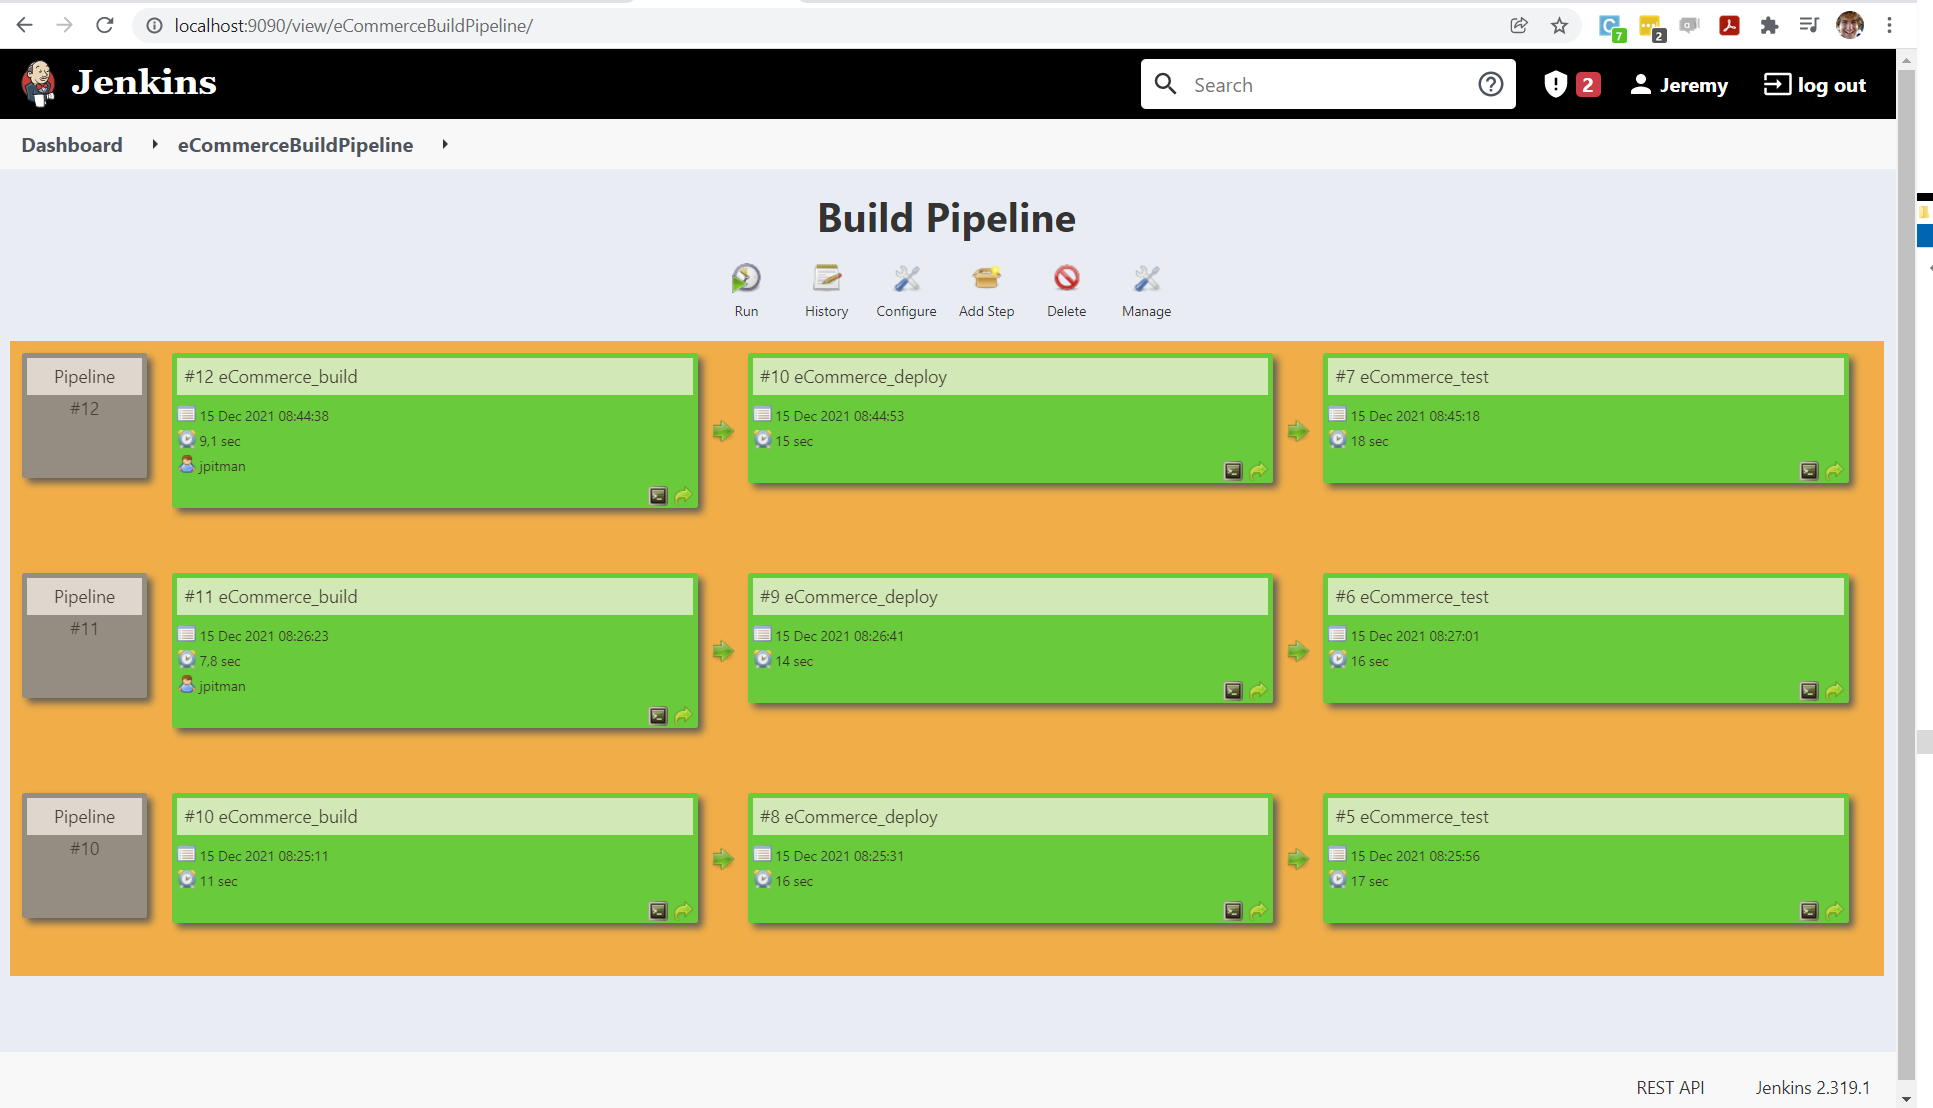 localhost:9090/view/eCommerceBuildPipeline/
7
2
Jenkins
Search
2
Jeremy
log out
Dashboard
eCommerceBuildPipeline
Build Pipeline
Run
History
Configure
Add Step
Delete
Manage
Pipeline
#12
#12 eCommerce_build
15 Dec 2021 08:44:38
9,1 sec
jpitman
#10 eCommerce_deploy
15 Dec 2021 08:44:53
15 sec
#7 eCommerce_test
15 Dec 2021 08:45:18
18 sec
Pipeline
#11
#11 eCommerce_build
15 Dec 2021 08:26:23
7,8 sec
jpitman
#9 eCommerce_deploy
15 Dec 2021 08:26:41
14 sec
#6 eCommerce_test
15 Dec 2021 08:27:01
16 sec
Pipeline
#10
#10 eCommerce_build
15 Dec 2021 08:25:11
11 sec
#8 eCommerce_deploy
15 Dec 2021 08:25:31
16 sec
#5 eCommerce_test
15 Dec 2021 08:25:56
17 sec
REST API
Jenkins 2.319.1